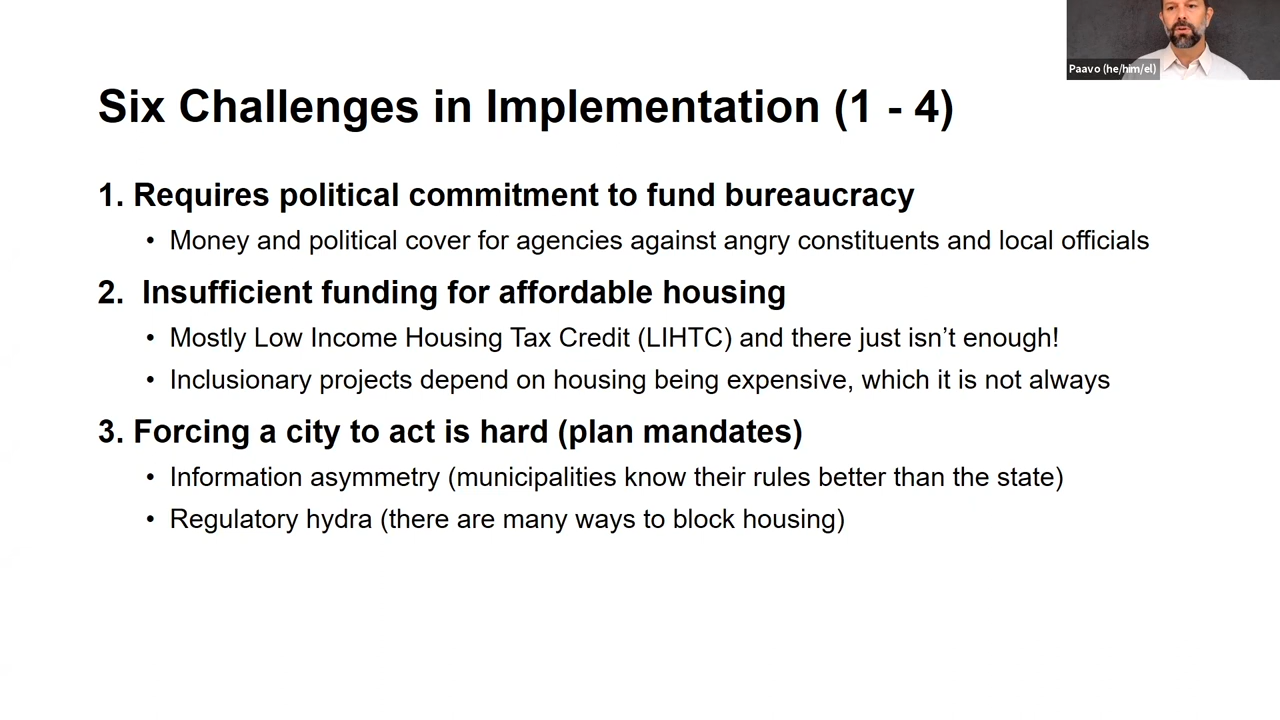 Paavo (he/him/el)
Six Challenges in Implementation (1 - 4)
1. Requires political commitment to fund bureaucracy
• Money and political cover for agencies against angry constituents and local officials
2. Insufficient funding for affordable housing
• Mostly Low Income Housing Tax Credit (LIHTC) and there just isn’t enough!
• Inclusionary projects depend on housing being expensive, which it is not always
3. Forcing a city to act is hard (plan mandates)
• Information asymmetry (municipalities know their rules better than the state)
• Regulatory hydra (there are many ways to block housing)